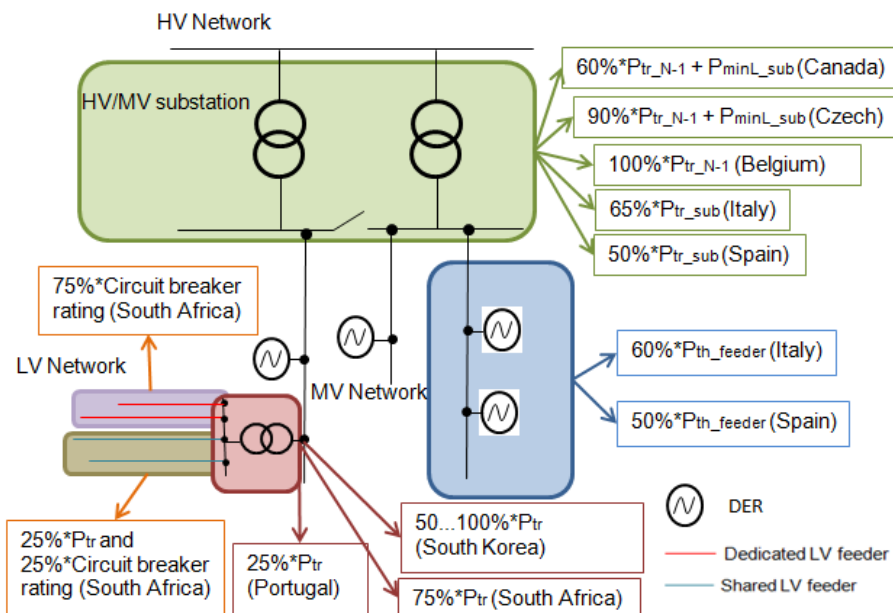 HV Network
HV/MV substation
60%*Ptr_N-1 + PminL_sub (Canada)
90%*Ptr_N-1 + PminL_sub (Czech)
100%*Ptr_N-1 (Belgium)
65%*Ptr_sub (Italy)
50%*Ptr_sub (Spain)
75%*Circuit breaker
rating (South Africa)
LV Network
MV Network
60%*Pth_feeder (Italy)
50%*Pth_feeder (Spain)
25%*Ptr and
25%*Circuit breaker
rating (South Africa)
25%*Ptr
(Portugal)
50...100%*Ptr
(South Korea)
75%*Ptr (South Africa)
DER
Dedicated LV feeder
Shared LV feeder